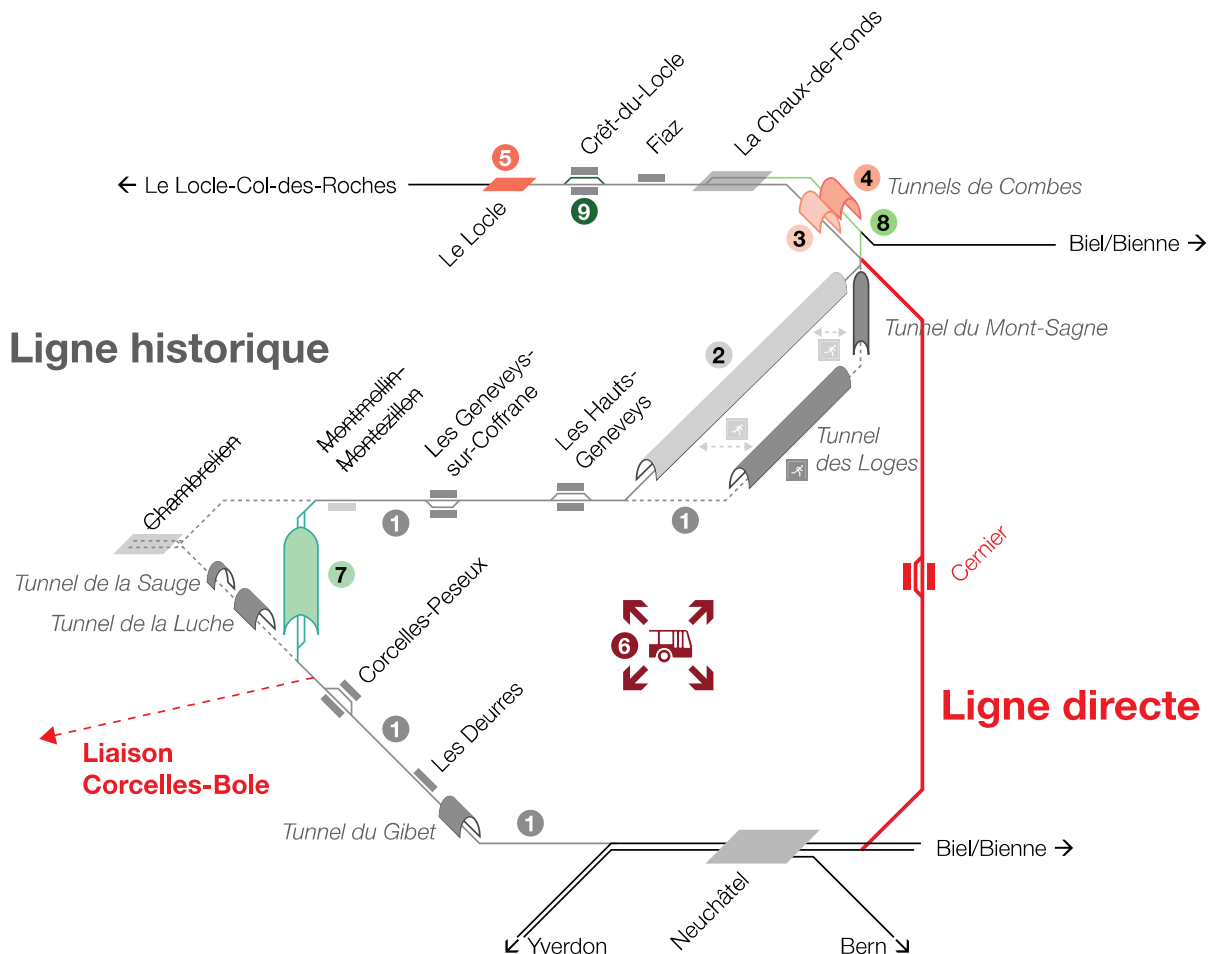 Crêt-du-Locle
Fiaz
La Chaux-de-Fonds
5
← Le Locle-Col-des-Roches
4
Tunnels de Combes
Le Locle
9
3
8
Biel/Bienne →
Ligne historique
Tunnel du Mont-Sagne
2
Montmollin-
Montezillon
Les Geneveys-
sur-Coffrane
Les Hauts-
Geneveys
Tunnel
des Loges
Chambrelien
1
1
Tunnel de la Sauge
7
Cernier
Tunnel de la Luche
Corcelles-Peseux
6
Ligne directe
Liaison
Corcelles-Bole
1
Les Deurres
Tunnel du Gibet
1
Biel/Bienne →
Neuchâtel
Yverdon
Bern